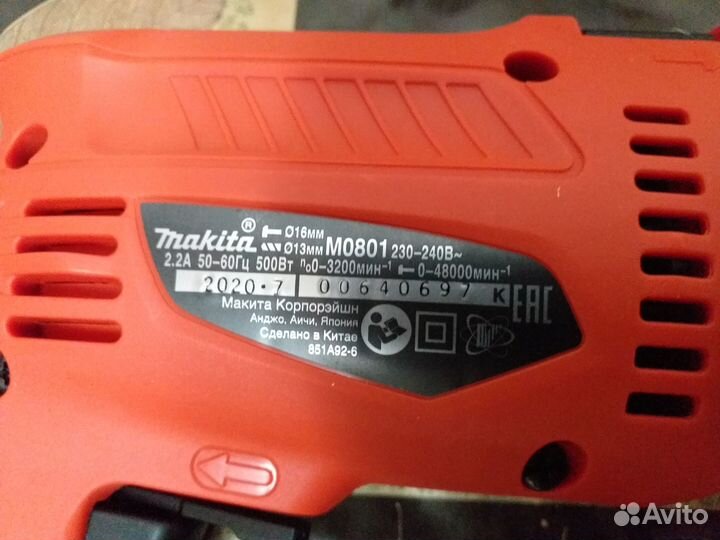 makita® Ø16мм
Ø13мм M0801 230-240В~
2.2A 50-60Гц 500Вт n₀0-3200мин⁻¹ 0-48000мин⁻¹
2020.7 00640697 K EAC
Макита Корпорэйшн
Анджо, Аичи, Япония
Сделано в Китае
851A92-6
Avito